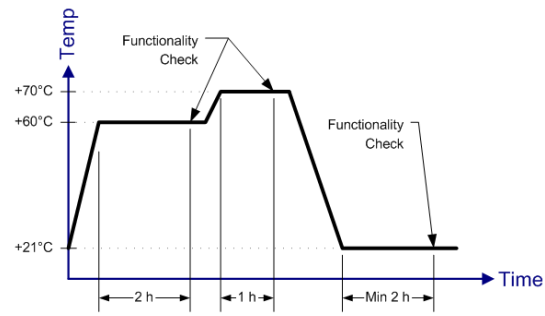 Temp
Functionality
Check
+70°C
+60°C
Functionality
Check
+21°C
Time
2 h
1 h
Min 2 h